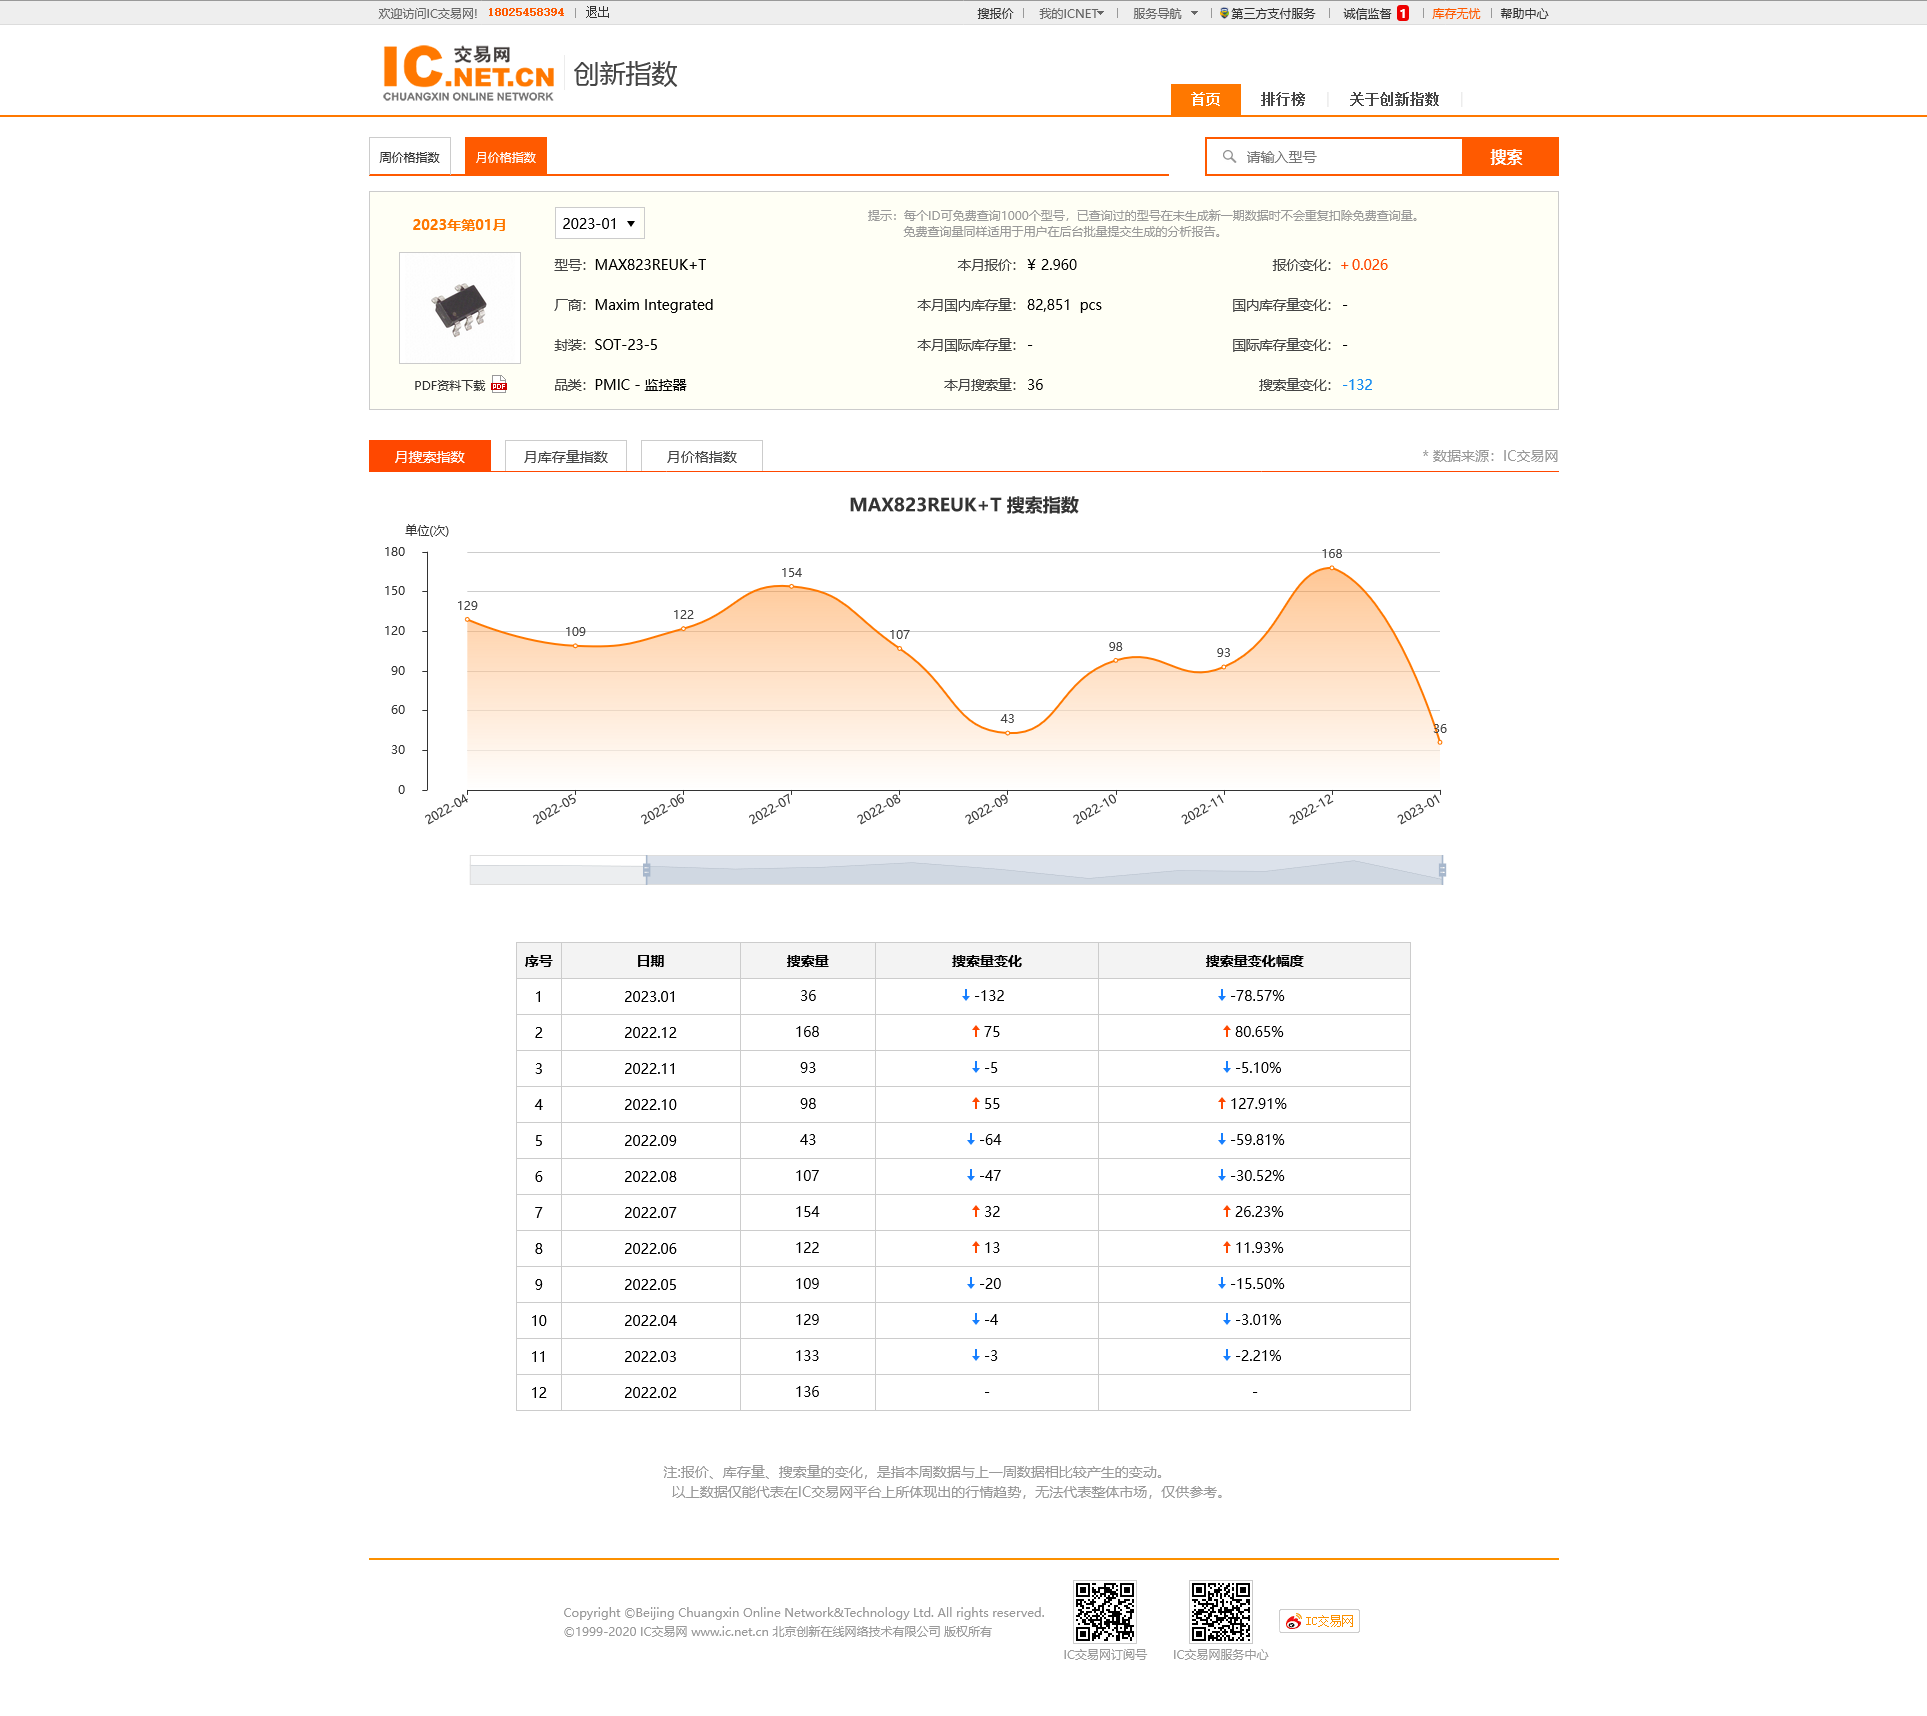 欢迎访问IC交易网! 18025458394 退出 搜报价 我的ICNET 服务导航 第三方支付服务 诚信监督 1 库存无忧 帮助中心
IC.NET.CN 交易网
CHUANGXIN ONLINE NETWORK
创新指数
首页 排行榜 关于创新指数
周价格指数 月价格指数 请输入型号 搜索
2023年第01月 2023-01
提示：每个ID可免费查询1000个型号，已查询过的型号在未生成新一期数据时不会重复扣除免费查询量。
免费查询量同样适用于用户在后台批量提交生成的分析报告。
型号：MAX823REUK+T 本月报价：¥ 2.960 报价变化：+ 0.026
厂商：Maxim Integrated 本月国内库存量：82,851 pcs 国内库存量变化：-
封装：SOT-23-5 本月国际库存量：- 国际库存量变化：-
PDF资料下载 PDF 品类：PMIC - 监控器 本月搜索量：36 搜索量变化：-132
月搜索指数 月库存量指数 月价格指数 * 数据来源：IC交易网
MAX823REUK+T 搜索指数
单位(次)
180
150
120
90
60
30
0
129 109 122 154 107 43 98 93 168 36
2022-04 2022-05 2022-06 2022-07 2022-08 2022-09 2022-10 2022-11 2022-12 2023-01
序号 日期 搜索量 搜索量变化 搜索量变化幅度
1 2023.01 36 ↓ -132 ↓ -78.57%
2 2022.12 168 ↑ 75 ↑ 80.65%
3 2022.11 93 ↓ -5 ↓ -5.10%
4 2022.10 98 ↑ 55 ↑ 127.91%
5 2022.09 43 ↓ -64 ↓ -59.81%
6 2022.08 107 ↓ -47 ↓ -30.52%
7 2022.07 154 ↑ 32 ↑ 26.23%
8 2022.06 122 ↑ 13 ↑ 11.93%
9 2022.05 109 ↓ -20 ↓ -15.50%
10 2022.04 129 ↓ -4 ↓ -3.01%
11 2022.03 133 ↓ -3 ↓ -2.21%
12 2022.02 136 - -
注:报价、库存量、搜索量的变化，是指本周数据与上一周数据相比较产生的变动。
以上数据仅能代表在IC交易网平台上所体现出的行情趋势，无法代表整体市场，仅供参考。
Copyright ©Beijing Chuangxin Online Network&Technology Ltd. All rights reserved.
©1999-2020 IC交易网 www.ic.net.cn 北京创新在线网络技术有限公司 版权所有
IC交易网订阅号 IC交易网服务中心 IC交易网